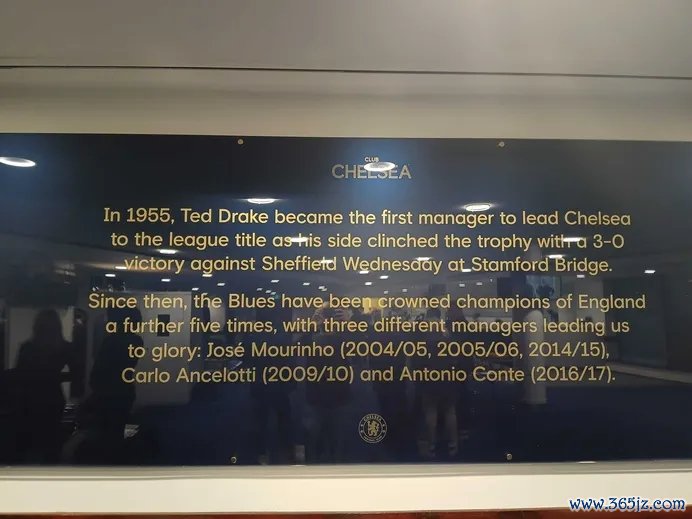 CLUB
CHELSEA
In 1955, Ted Drake became the first manager to lead Chelsea
to the league title as his side clinched the trophy with a 3-0
victory against Sheffield Wednesday at Stamford Bridge.
Since then, the Blues have been crowned champions of England
a further five times, with three different managers leading us
to glory: José Mourinho (2004/05, 2005/06, 2014/15),
Carlo Ancelotti (2009/10) and Antonio Conte (2016/17).
CHELSEA
www.365jz.com